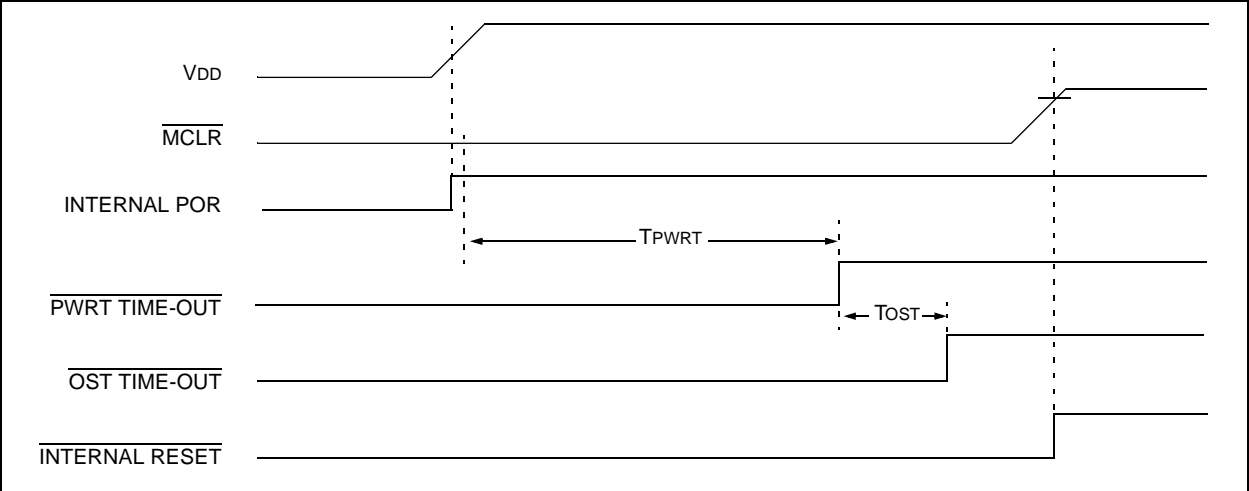 VDD
MCLR
INTERNAL POR
TPWRT
PWRT TIME-OUT
TOST
OST TIME-OUT
INTERNAL RESET